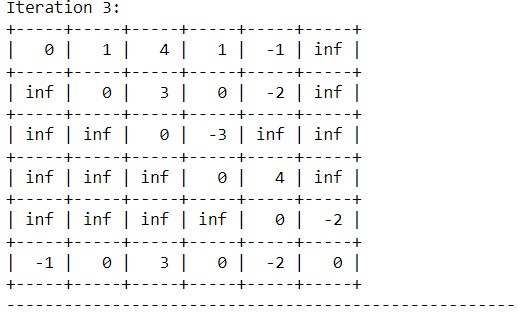 Iteration 3:
+-----+-----+-----+-----+-----+-----+
|   0 |   1 |   4 |   1 |  -1 | inf |
+-----+-----+-----+-----+-----+-----+
| inf |   0 |   3 |   0 |  -2 | inf |
+-----+-----+-----+-----+-----+-----+
| inf | inf |   0 |  -3 | inf | inf |
+-----+-----+-----+-----+-----+-----+
| inf | inf | inf |   0 |   4 | inf |
+-----+-----+-----+-----+-----+-----+
| inf | inf | inf | inf |   0 |  -2 |
+-----+-----+-----+-----+-----+-----+
|  -1 |   0 |   3 |   0 |  -2 |   0 |
+-----+-----+-----+-----+-----+-----+
-----------------------------------------------------